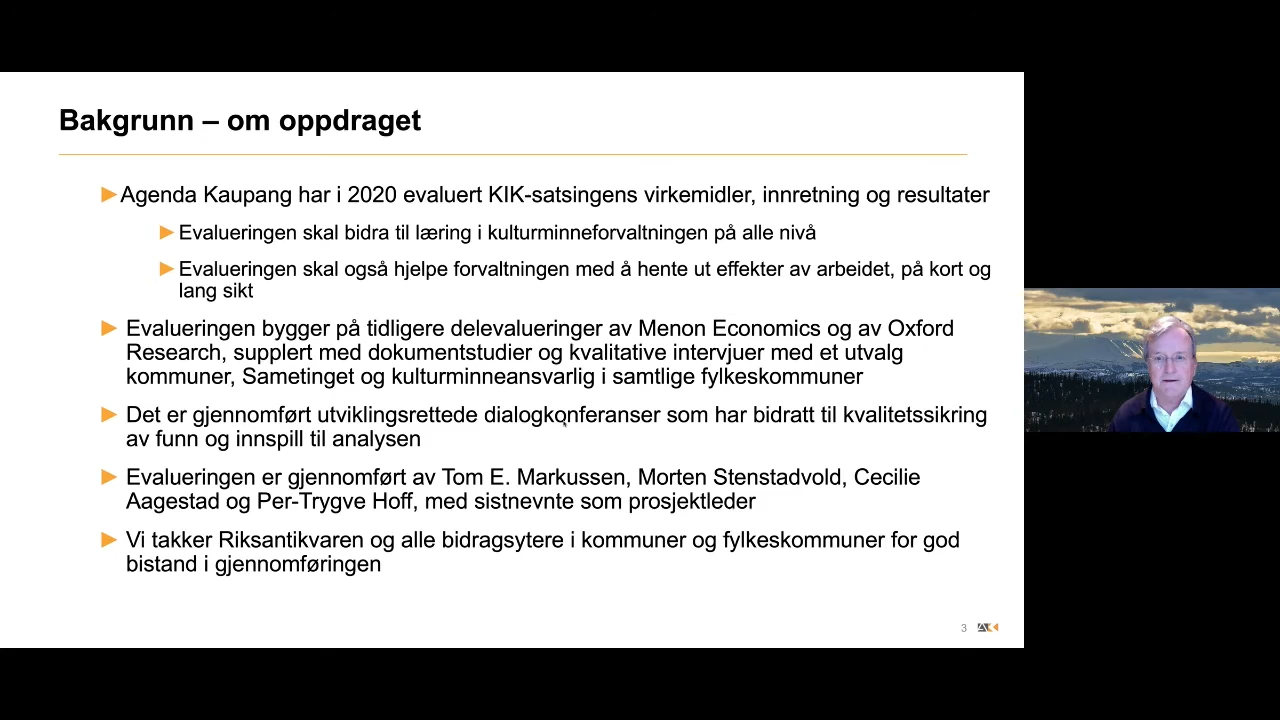 Bakgrunn – om oppdraget
►Agenda Kaupang har i 2020 evaluert KIK-satsingens virkemidler, innretning og resultater
►Evalueringen skal bidra til læring i kulturminneforvaltningen på alle nivå
►Evalueringen skal også hjelpe forvaltningen med å hente ut effekter av arbeidet, på kort og
lang sikt
► Evalueringen bygger på tidligere delevalueringer av Menon Economics og av Oxford
Research, supplert med dokumentstudier og kvalitative intervjuer med et utvalg
kommuner, Sametinget og kulturminneansvarlig i samtlige fylkeskommuner
► Det er gjennomført utviklingsrettede dialogkonferanser som har bidratt til kvalitetssikring
av funn og innspill til analysen
► Evalueringen er gjennomført av Tom E. Markussen, Morten Stenstadvold, Cecilie
Aagestad og Per-Trygve Hoff, med sistnevnte som prosjektleder
► Vi takker Riksantikvaren og alle bidragsytere i kommuner og fylkeskommuner for god
bistand i gjennomføringen
3